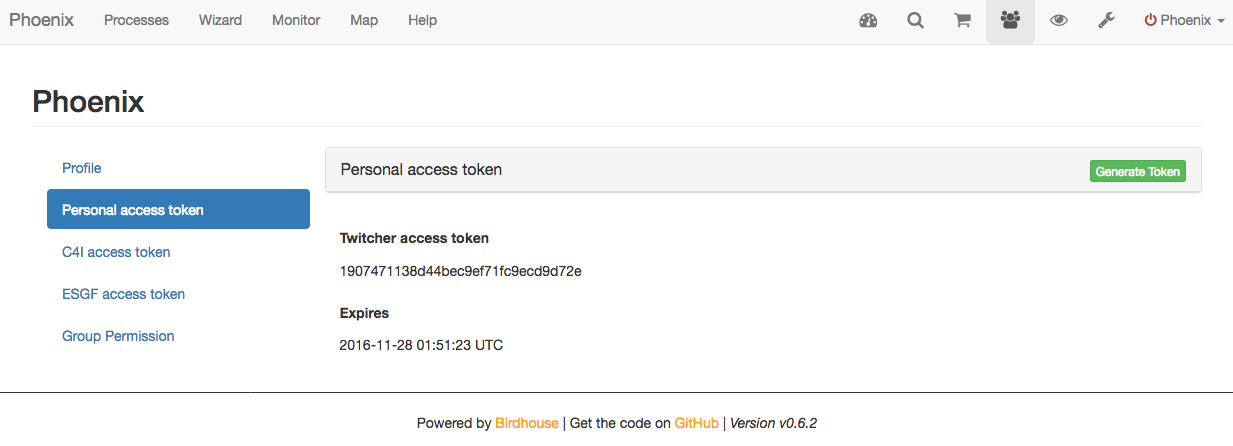 Phoenix Processes Wizard Monitor Map Help Phoenix
Phoenix
Profile
Personal access token
C4I access token
ESGF access token
Group Permission
Personal access token Generate Token
Twitcher access token
1907471138d44bec9ef71fc9ecd9d72e
Expires
2016-11-28 01:51:23 UTC
Powered by Birdhouse | Get the code on GitHub | Version v0.6.2